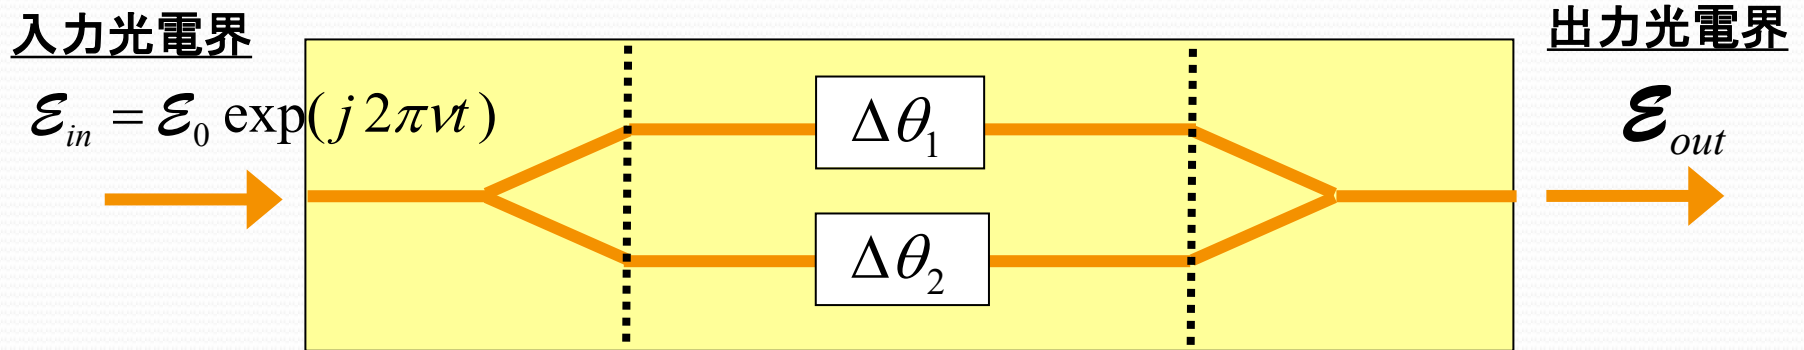 入力光電界
ℰin = ℰ0 exp(j2πνt)
Δθ1
Δθ2
出力光電界
ℰout